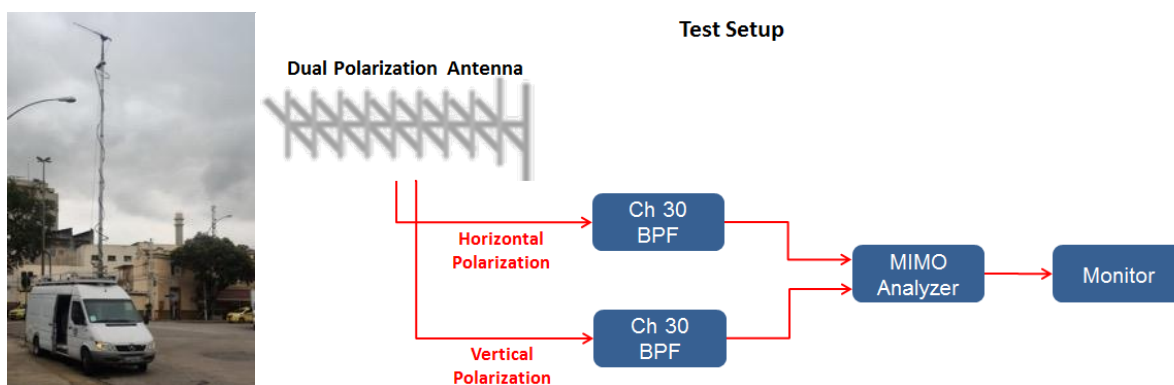 Test Setup
Dual Polarization Antenna
Ch 30
BPF
Horizontal
Polarization
MIMO
Analyzer
Monitor
Ch 30
BPF
Vertical
Polarization